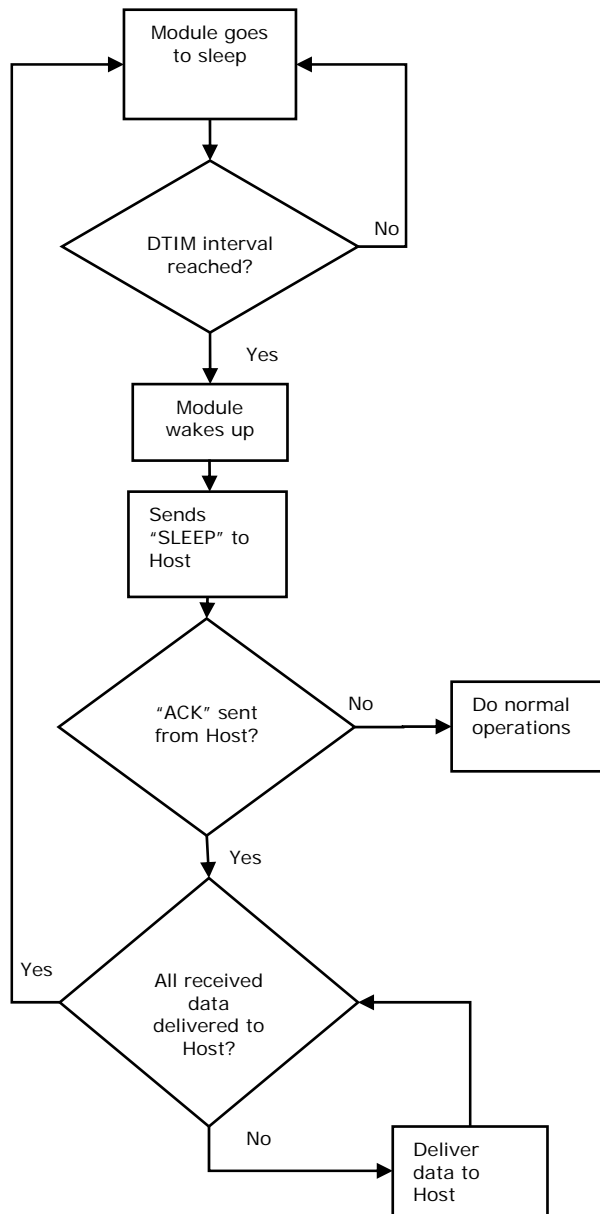 Module goes
to sleep
No
DTIM interval
reached?
Yes
Module
wakes up
Sends
“SLEEP” to
Host
“ACK” sent
from Host?
No
Do normal
operations
Yes
Yes
All received
data
delivered to
Host?
No
Deliver
data to
Host